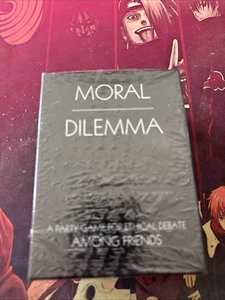 MORAL
DILEMMA
A PARTY GAME FOR ETHICAL DEBATE
AMONG FRIENDS